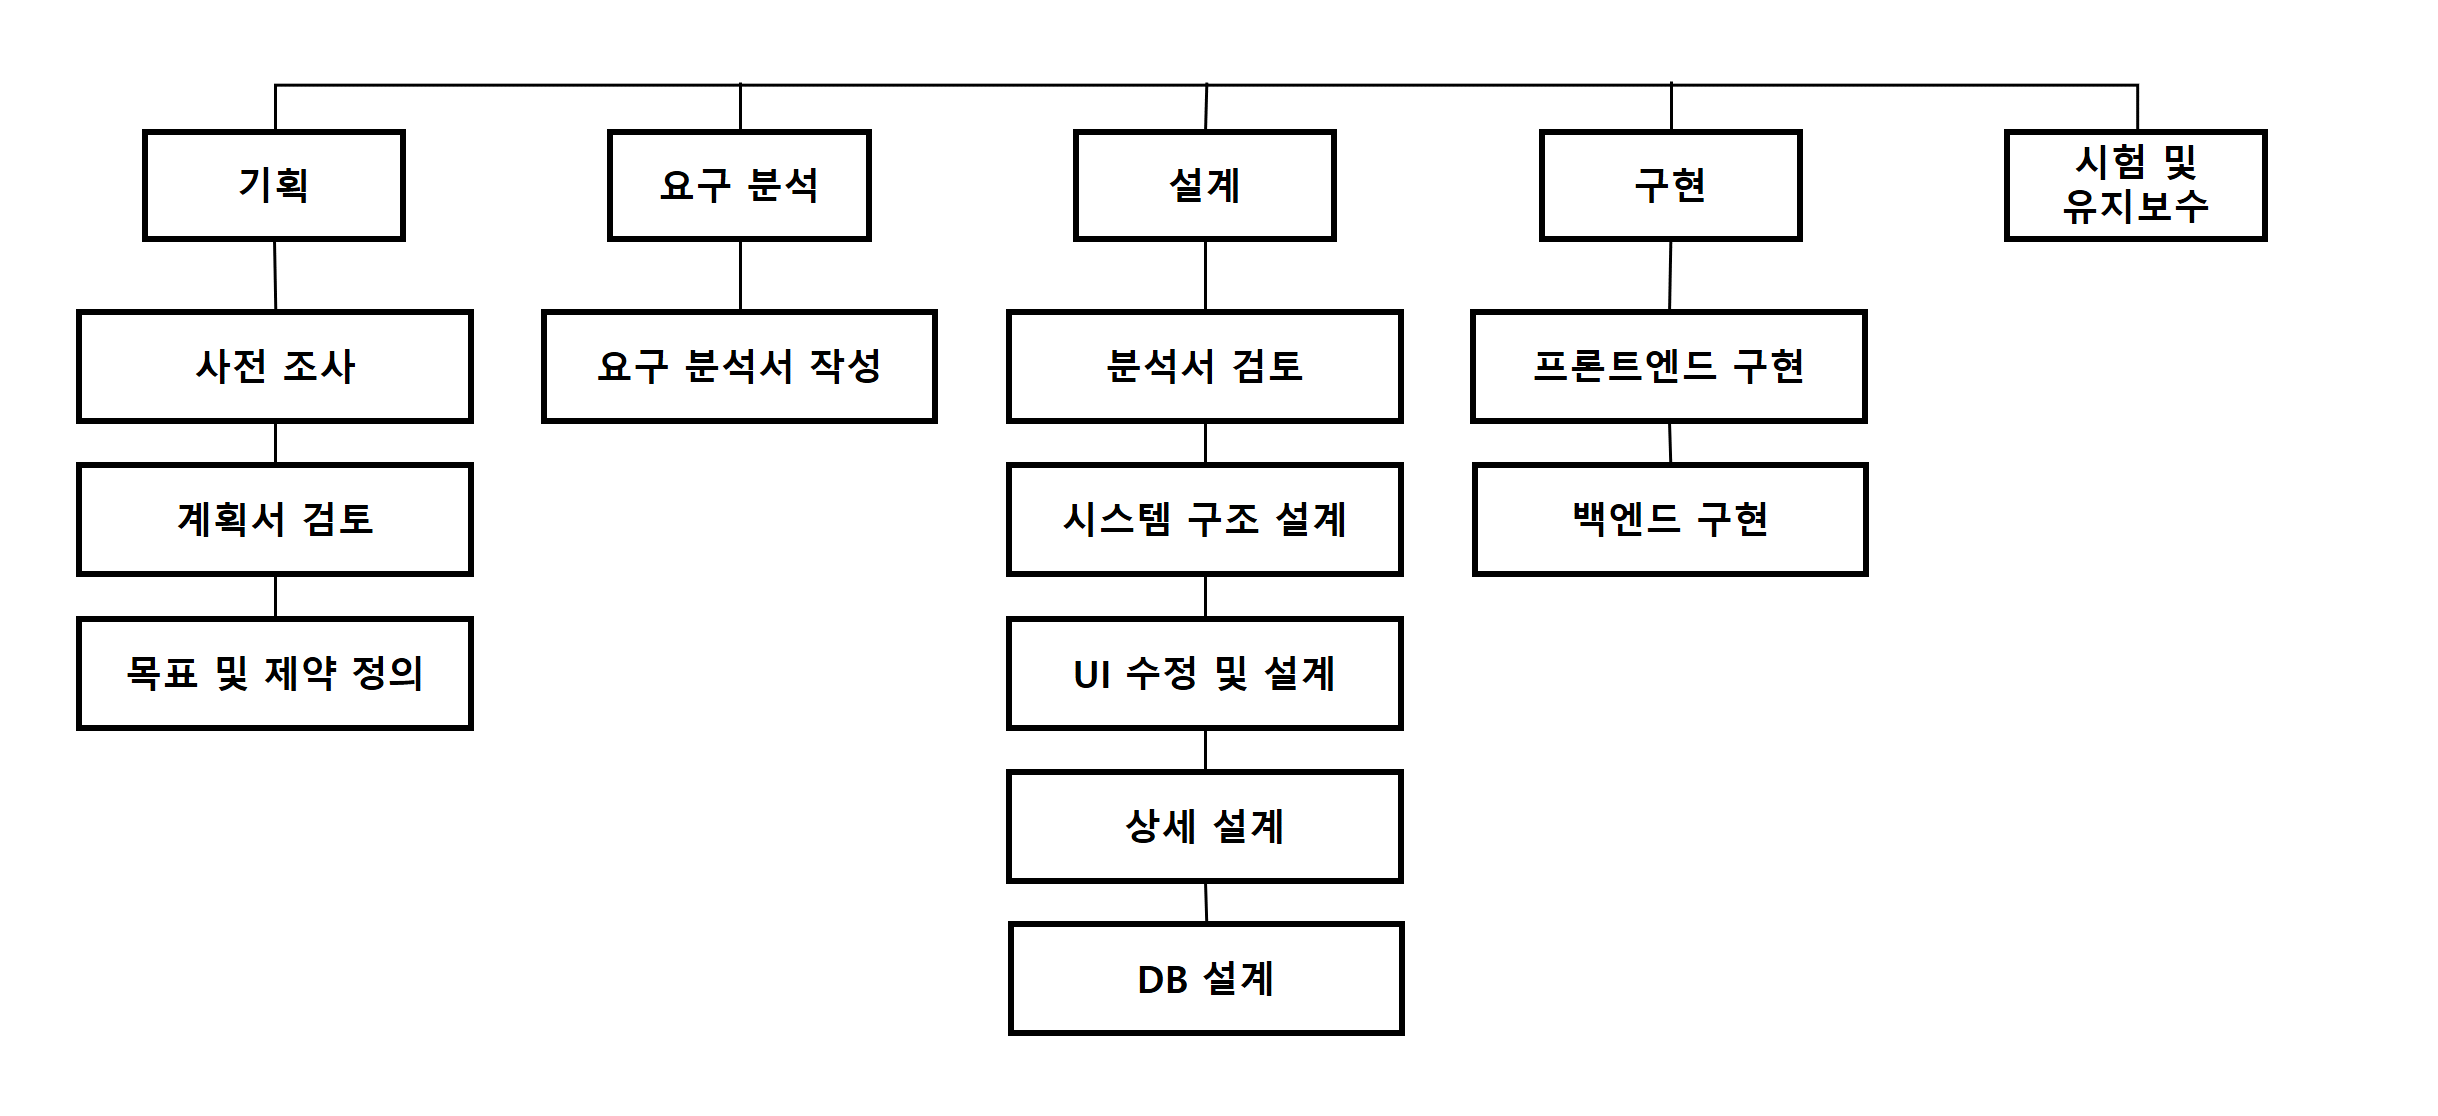 기획
요구 분석
설계
구현
시험 및
유지보수
사전 조사
요구 분석서 작성
분석서 검토
프론트엔드 구현
계획서 검토
시스템 구조 설계
백엔드 구현
목표 및 제약 정의
UI 수정 및 설계
상세 설계
DB 설계